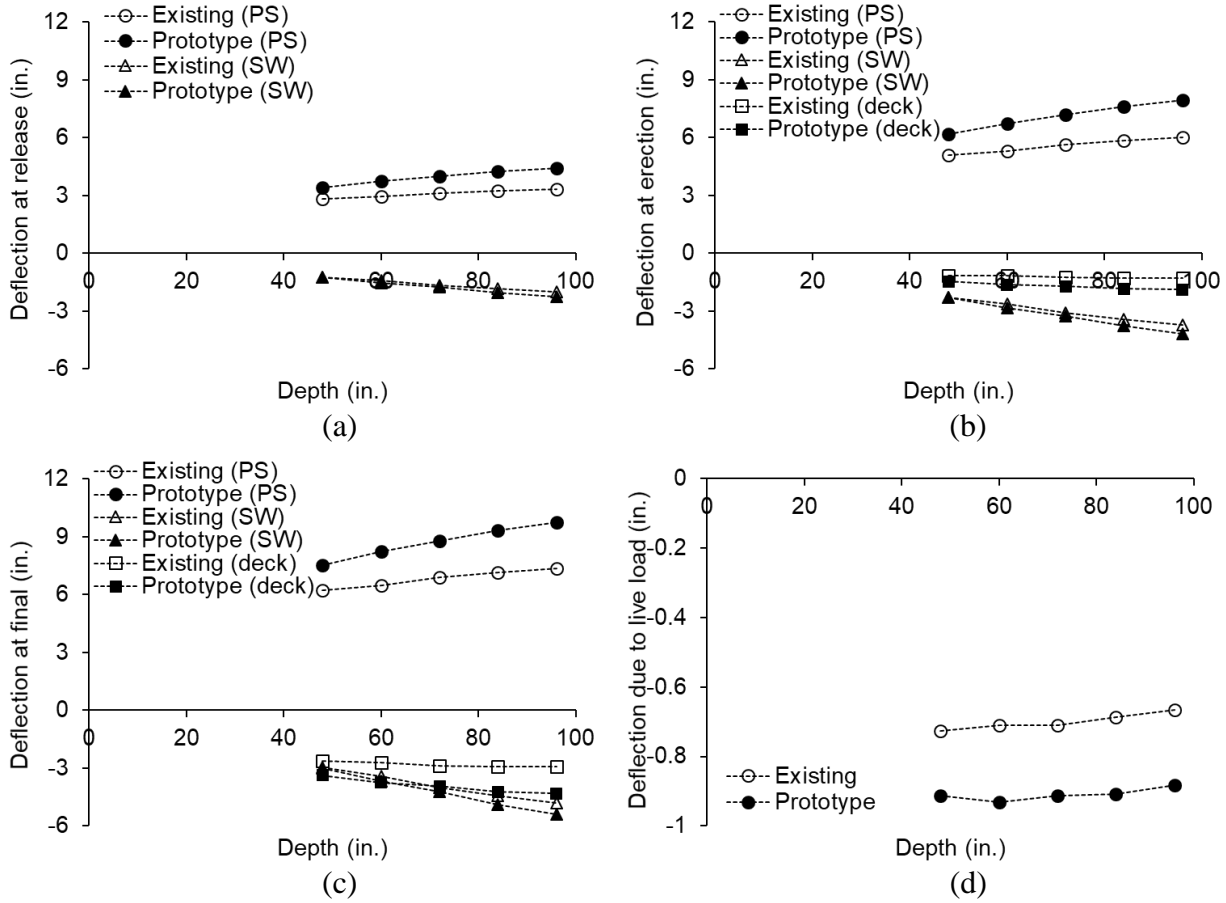 Existing (PS)
Prototype (PS)
Existing (SW)
Prototype (SW)
12
9
6
3
0
-3
-6
0
20
40
60
80
100
Deflection at release (in.)
Depth (in.)
(a)
Existing (PS)
Prototype (PS)
Existing (SW)
Prototype (SW)
Existing (deck)
Prototype (deck)
12
9
6
3
0
-3
-6
0
20
40
60
80
100
Deflection at erection (in.)
Depth (in.)
(b)
Existing (PS)
Prototype (PS)
Existing (SW)
Prototype (SW)
Existing (deck)
Prototype (deck)
12
9
6
3
0
-3
-6
0
20
40
60
80
100
Deflection at final (in.)
Depth (in.)
(c)
0
-0.2
-0.4
-0.6
-0.8
-1
0
20
40
60
80
100
Deflection due to live load (in.)
Existing
Prototype
Depth (in.)
(d)